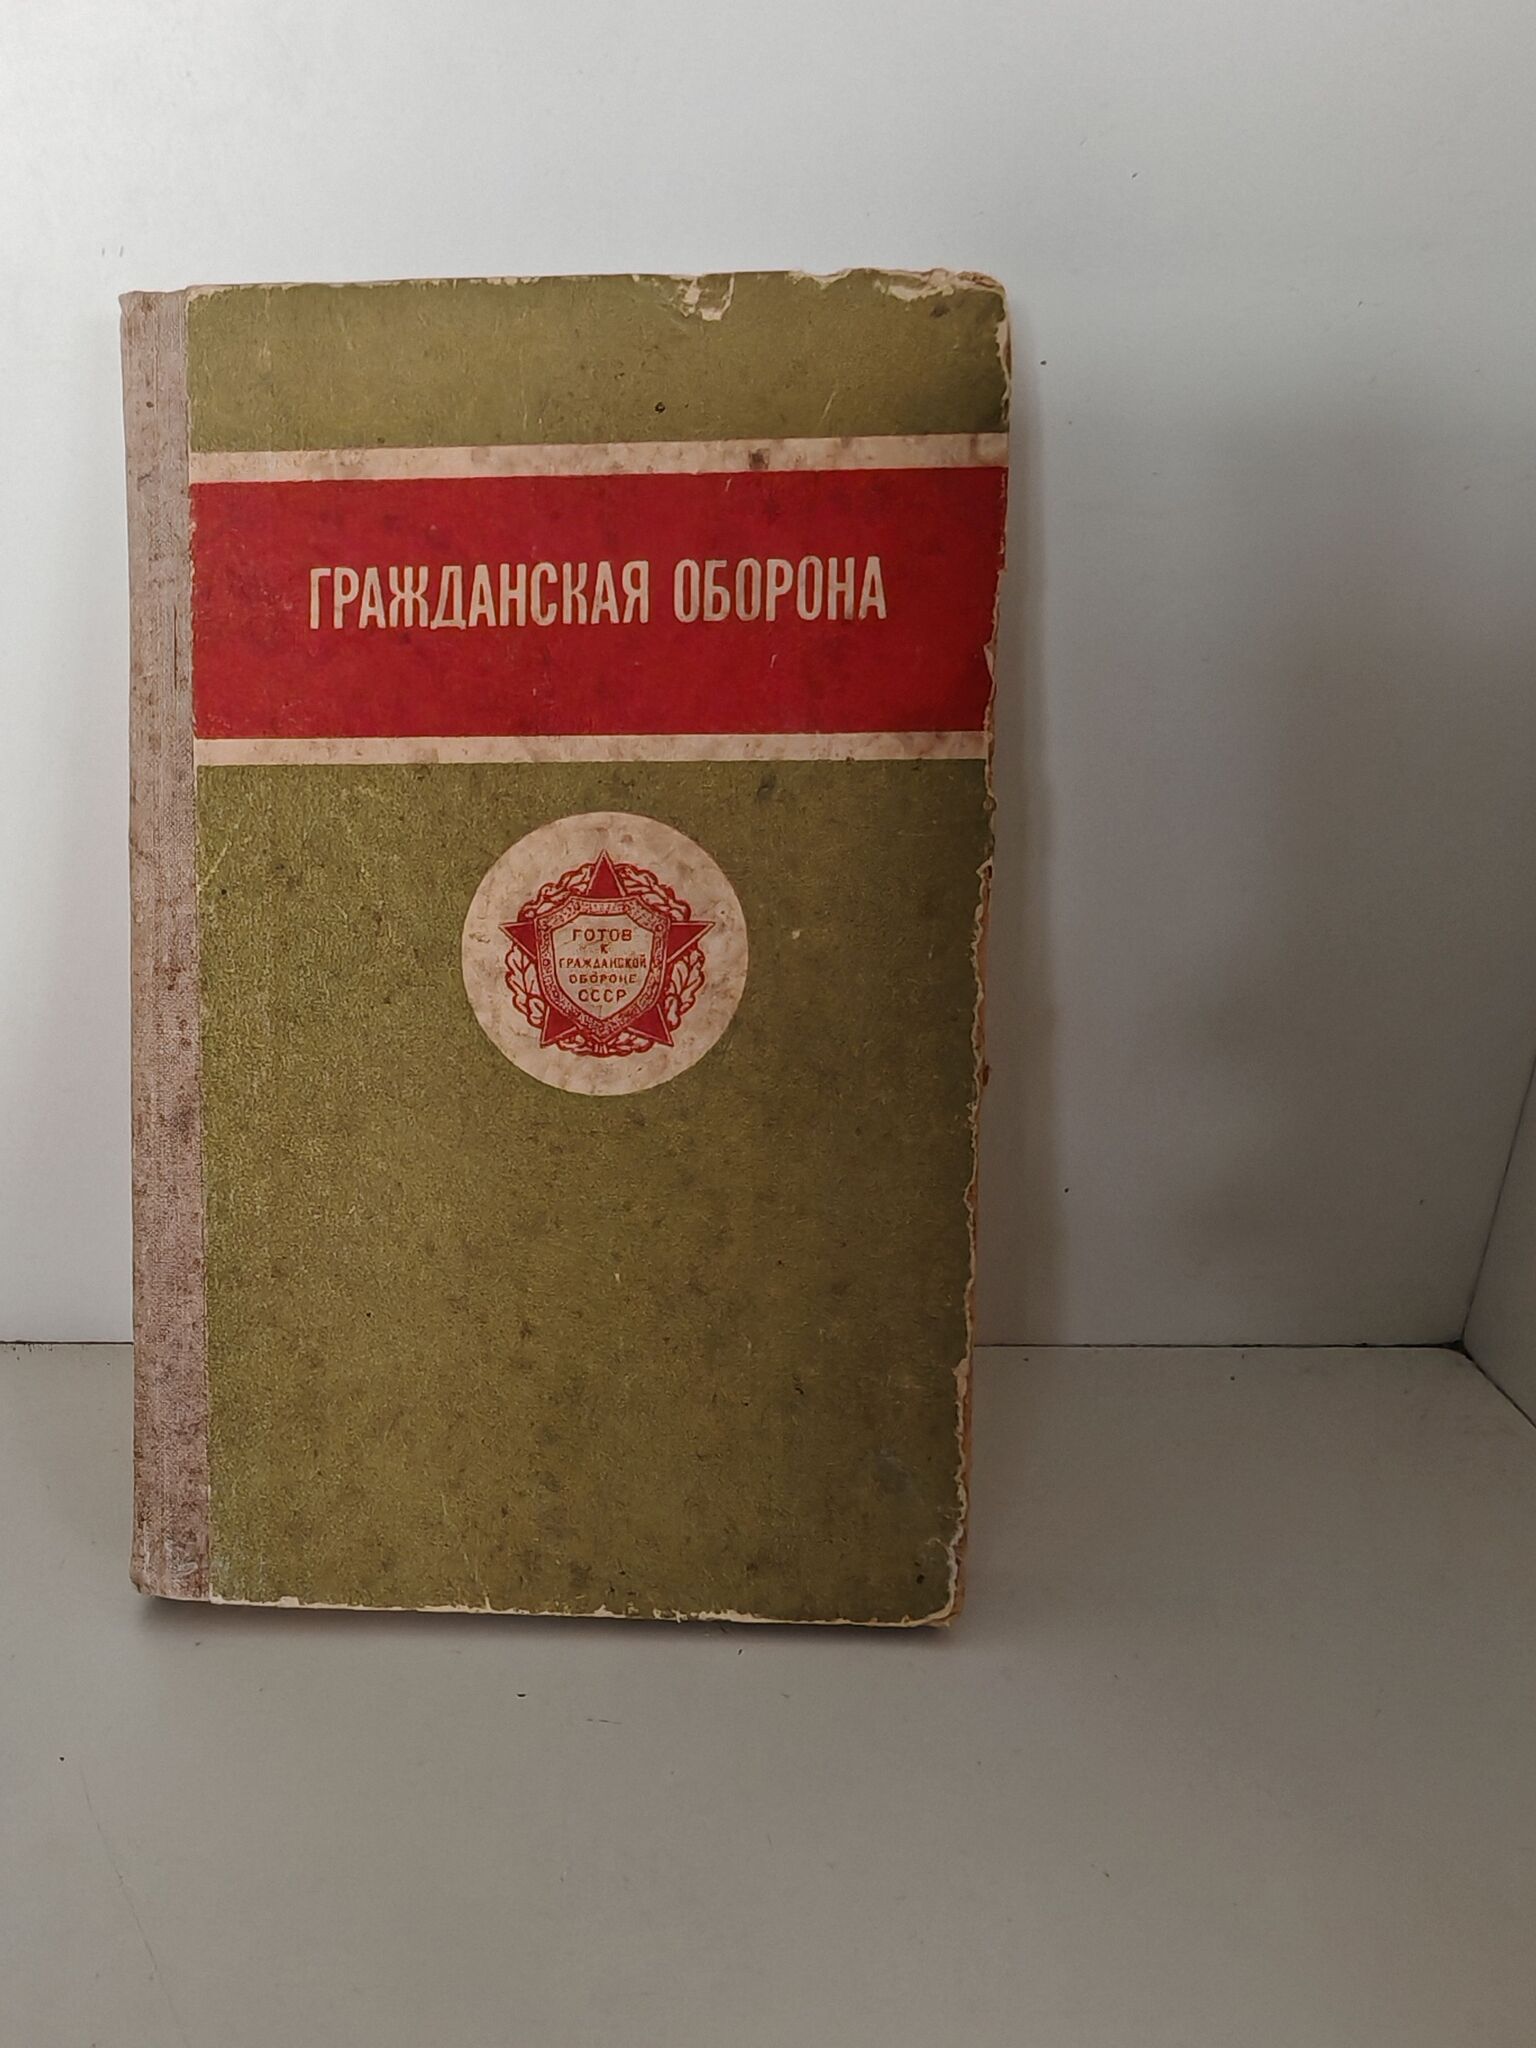 ГРАЖДАНСКАЯ ОБОРОНА
ГОТОВ
К
ГРАЖДАНСКОЙ
ОБОРОНЕ
СССР